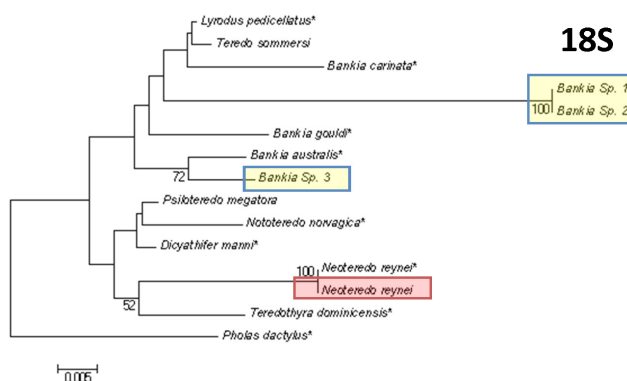 Lyrodus pedicellatus*
18S
Teredo sommersi
Bankia carinata*
Bankia Sp. 1
100
Bankia Sp. 2
Bankia gouldi*
Bankia australis*
72
Bankia Sp. 3
Psiloteredo megatora
Nototeredo norvagica*
Dicyathifer manni*
100
Neoteredo reynei*
Neoteredo reynei
52
Teredothyra dominicensis*
Pholas dactylus*
0.005